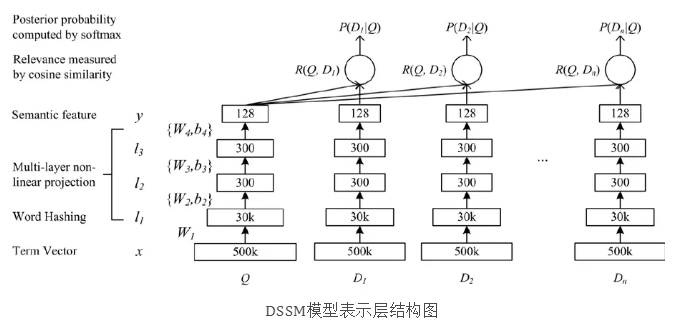 Posterior probability
computed by softmax
P(D1|Q) P(D2|Q) P(Dn|Q)
Relevance measured
by cosine similarity
R(Q, D1) R(Q, D2) R(Q, Dn)
Semantic feature y 128 128 128 128
{W4,b4}
l3 300 300 300 300
Multi-layer non-
linear projection
{W3,b3}
...
l2 300 300 300 300
{W2,b2}
Word Hashing l1 30k 30k 30k 30k
W1
Term Vector x 500k 500k 500k 500k
Q D1 D2 Dn
DSSM模型表示层结构图